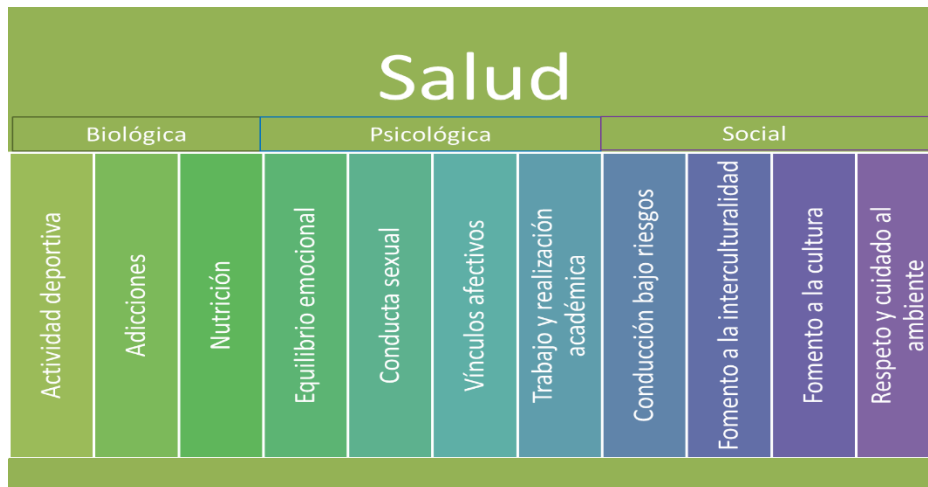 Salud
Biológica
Psicológica
Social
Actividad deportiva
Adicciones
Nutrición
Equilibrio emocional
Conducta sexual
Vínculos afectivos
Trabajo y realización
académica
Conducción bajo riesgos
Fomento a la interculturalidad
Fomento a la cultura
Respeto y cuidado al
ambiente